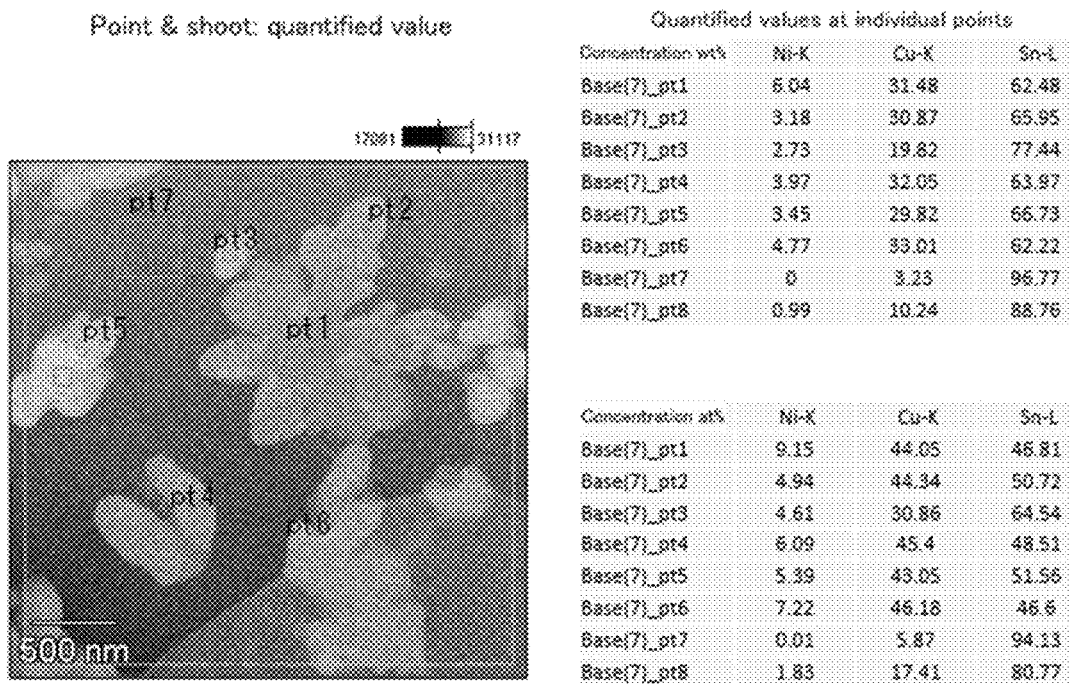 Point & shoot: quantified value
17091 31117
pt7
pt2
pt3
pt5
pt1
pt4
pt6
500 nm
Quantified values at individual points
Concentration wt% Ni-K Cu-K Sn-L
Base(7)_pt1 6.04 31.48 62.48
Base(7)_pt2 3.18 30.87 65.95
Base(7)_pt3 2.73 19.82 77.44
Base(7)_pt4 3.97 32.05 63.97
Base(7)_pt5 3.45 29.82 66.73
Base(7)_pt6 4.77 33.01 62.22
Base(7)_pt7 0 3.23 96.77
Base(7)_pt8 0.99 10.24 88.76
Concentration at% Ni-K Cu-K Sn-L
Base(7)_pt1 9.15 44.05 46.81
Base(7)_pt2 4.94 44.34 50.72
Base(7)_pt3 4.61 30.86 64.54
Base(7)_pt4 6.09 45.4 48.51
Base(7)_pt5 5.39 43.05 51.56
Base(7)_pt6 7.22 46.18 46.6
Base(7)_pt7 0.01 5.87 94.13
Base(7)_pt8 1.83 17.41 80.77